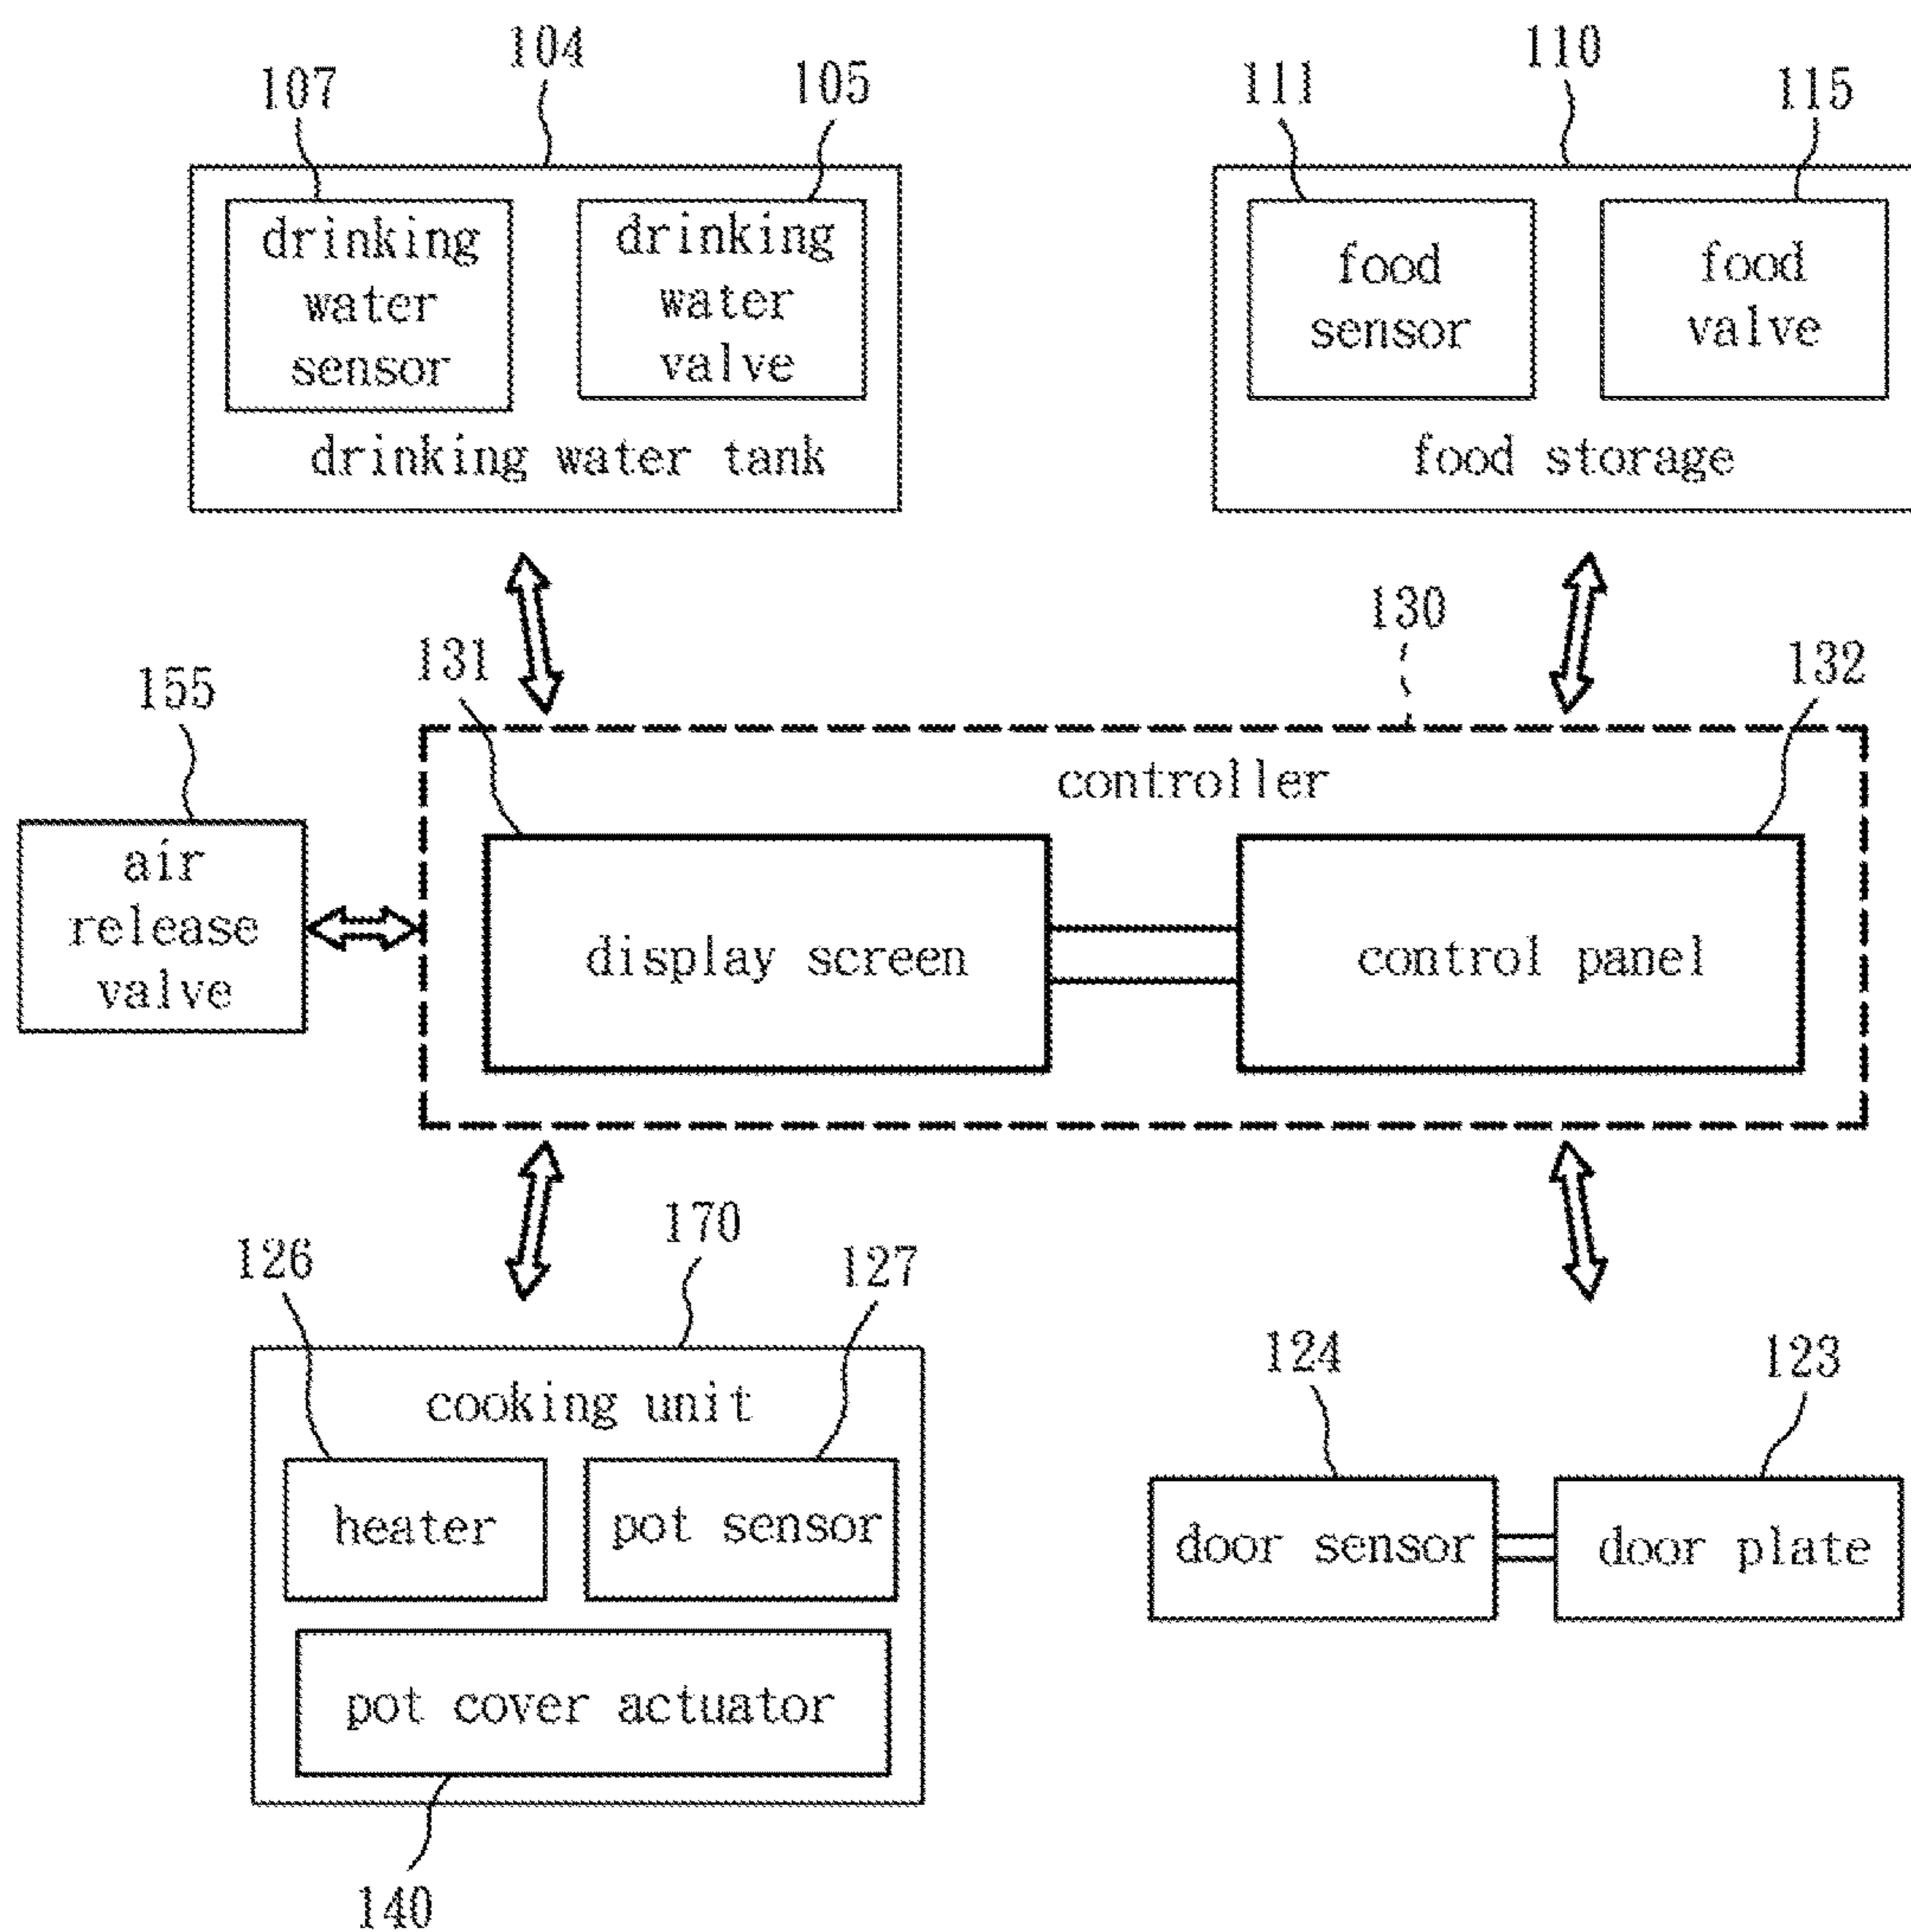 104
110
107
105
111
115
drinking
water
sensor
drinking
water
valve
food
sensor
food
valve
drinking water tank
food storage
130
131
132
155
controller
air
release
valve
display screen
control panel
170
126
127
124
123
cooking unit
heater
pot sensor
door sensor
door plate
pot cover actuator
140